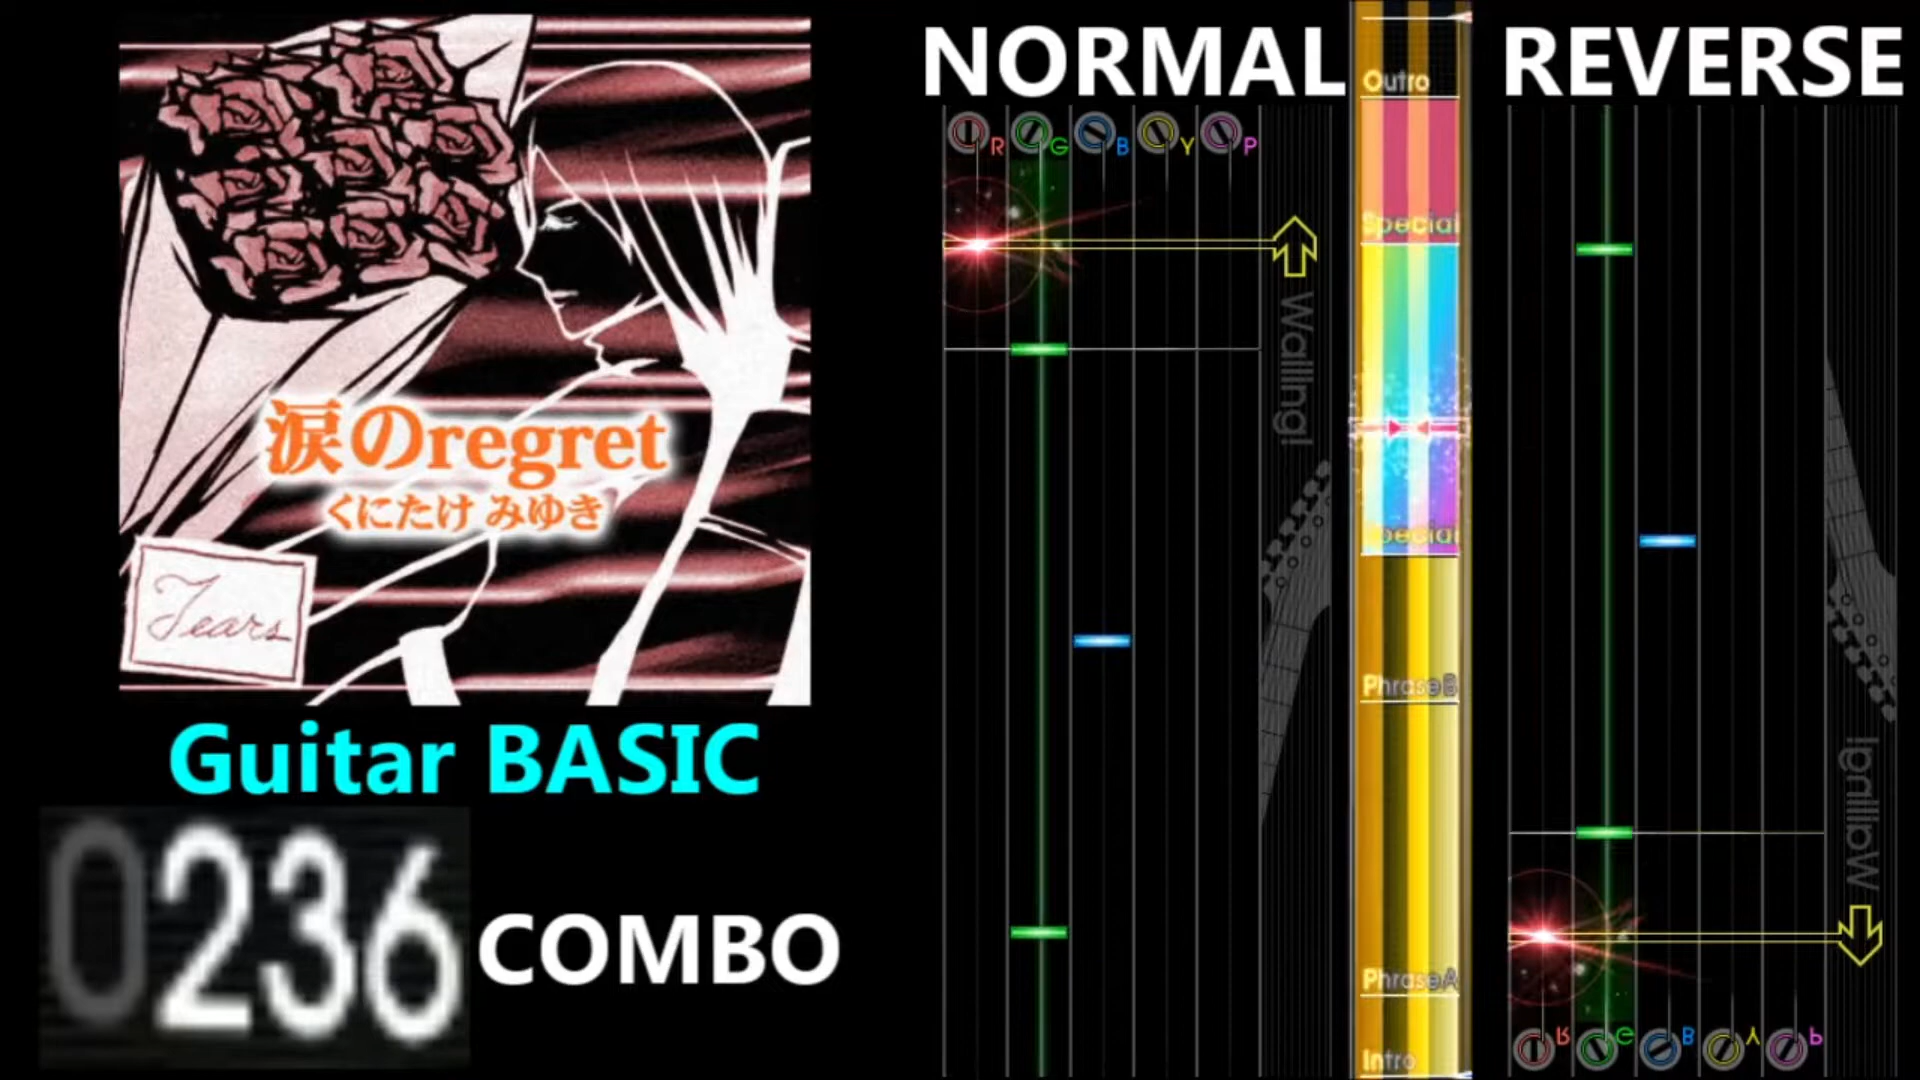 涙のregret
くにたけ みゆき
Tears
Guitar BASIC
0236
COMBO
NORMAL
R G B Y P
Wailing!
Outro
Special
Special
PhraseB
PhraseA
Intro
REVERSE
Wailing!
R G B Y P